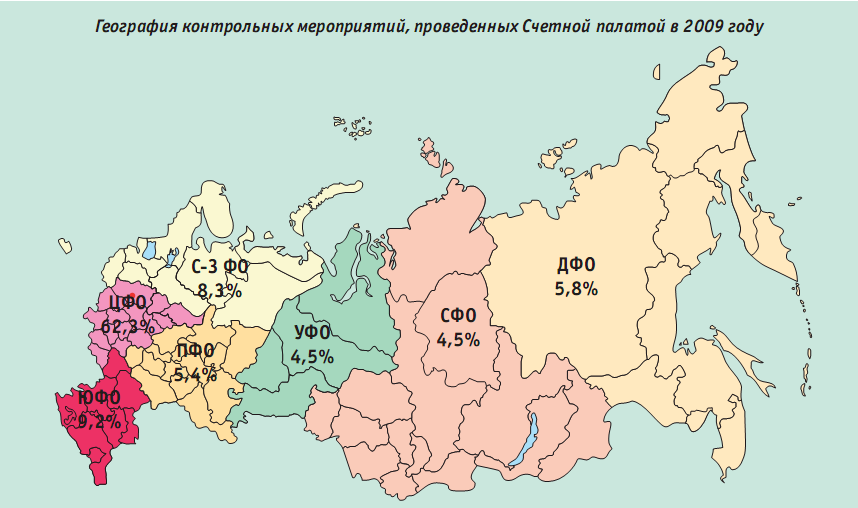 География контрольных мероприятий, проведенных Счетной палатой в 2009 году
С-З ФО
8,3%
ЦФО
62,3%
ПФО
5,4%
ЮФО
9,2%
УФО
4,5%
СФО
4,5%
ДФО
5,8%